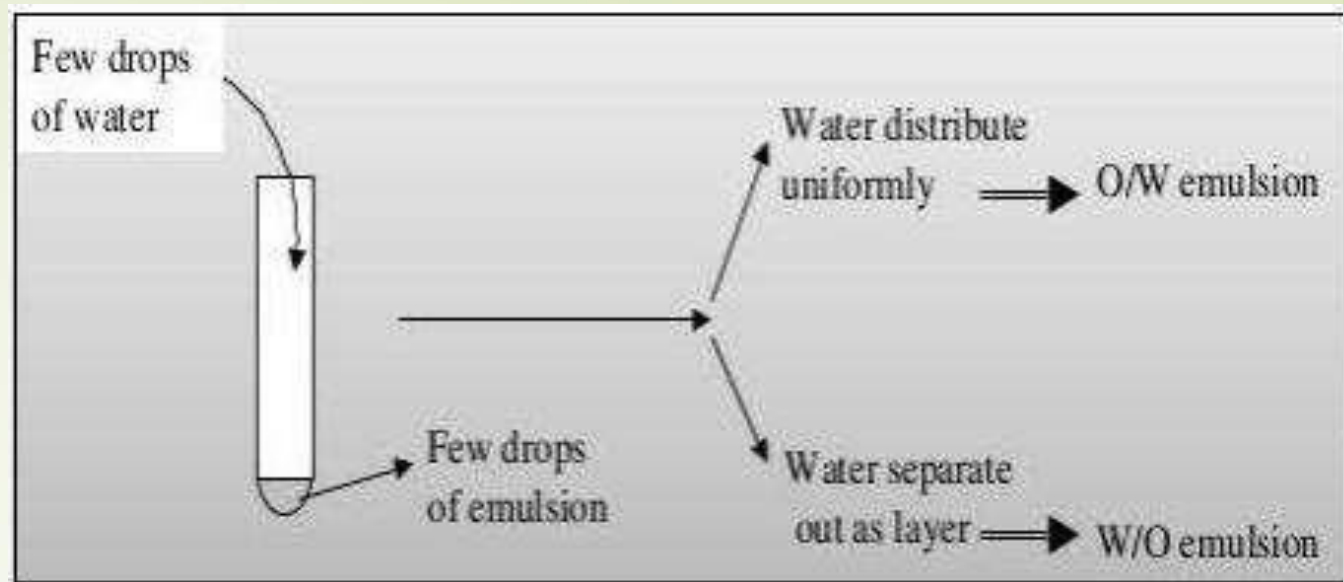 Few drops
of water
Water distribute
uniformly
O/W emulsion
Few drops
of emulsion
Water separate
out as layer
W/O emulsion